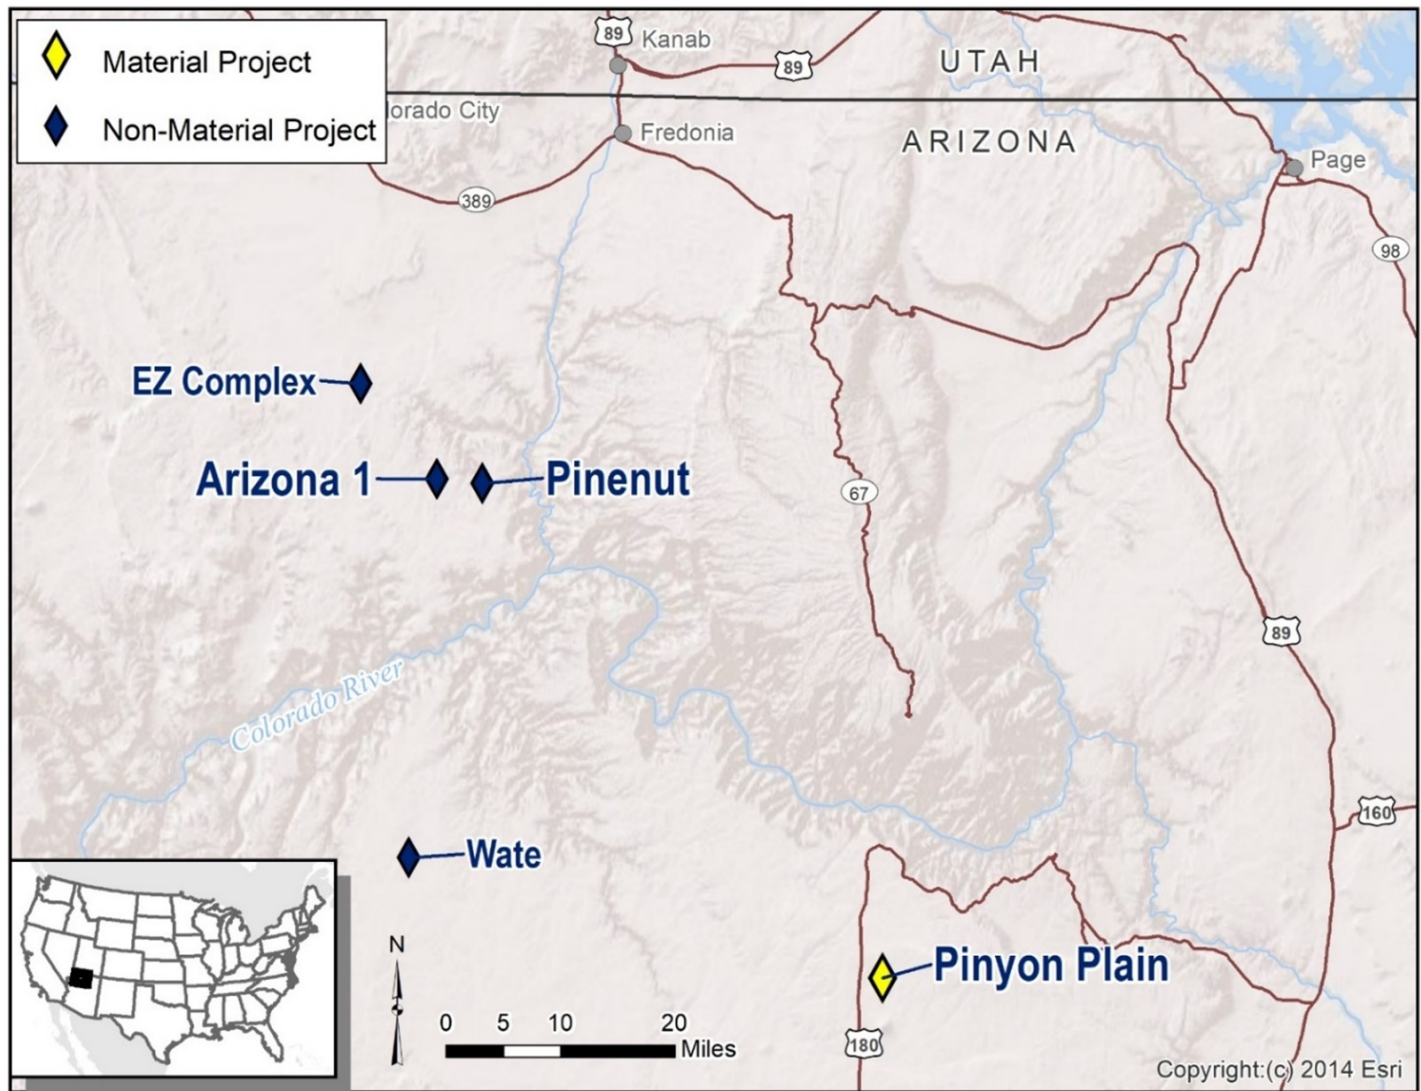 Material Project
Non-Material Project
89
Kanab
89
UTAH
lorado City
Fredonia
ARIZONA
Page
389
98
EZ Complex
Arizona 1
Pinenut
67
89
Colorado River
160
Wate
N
Pinyon Plain
0 5 10 20
Miles
180
Copyright:(c) 2014 Esri